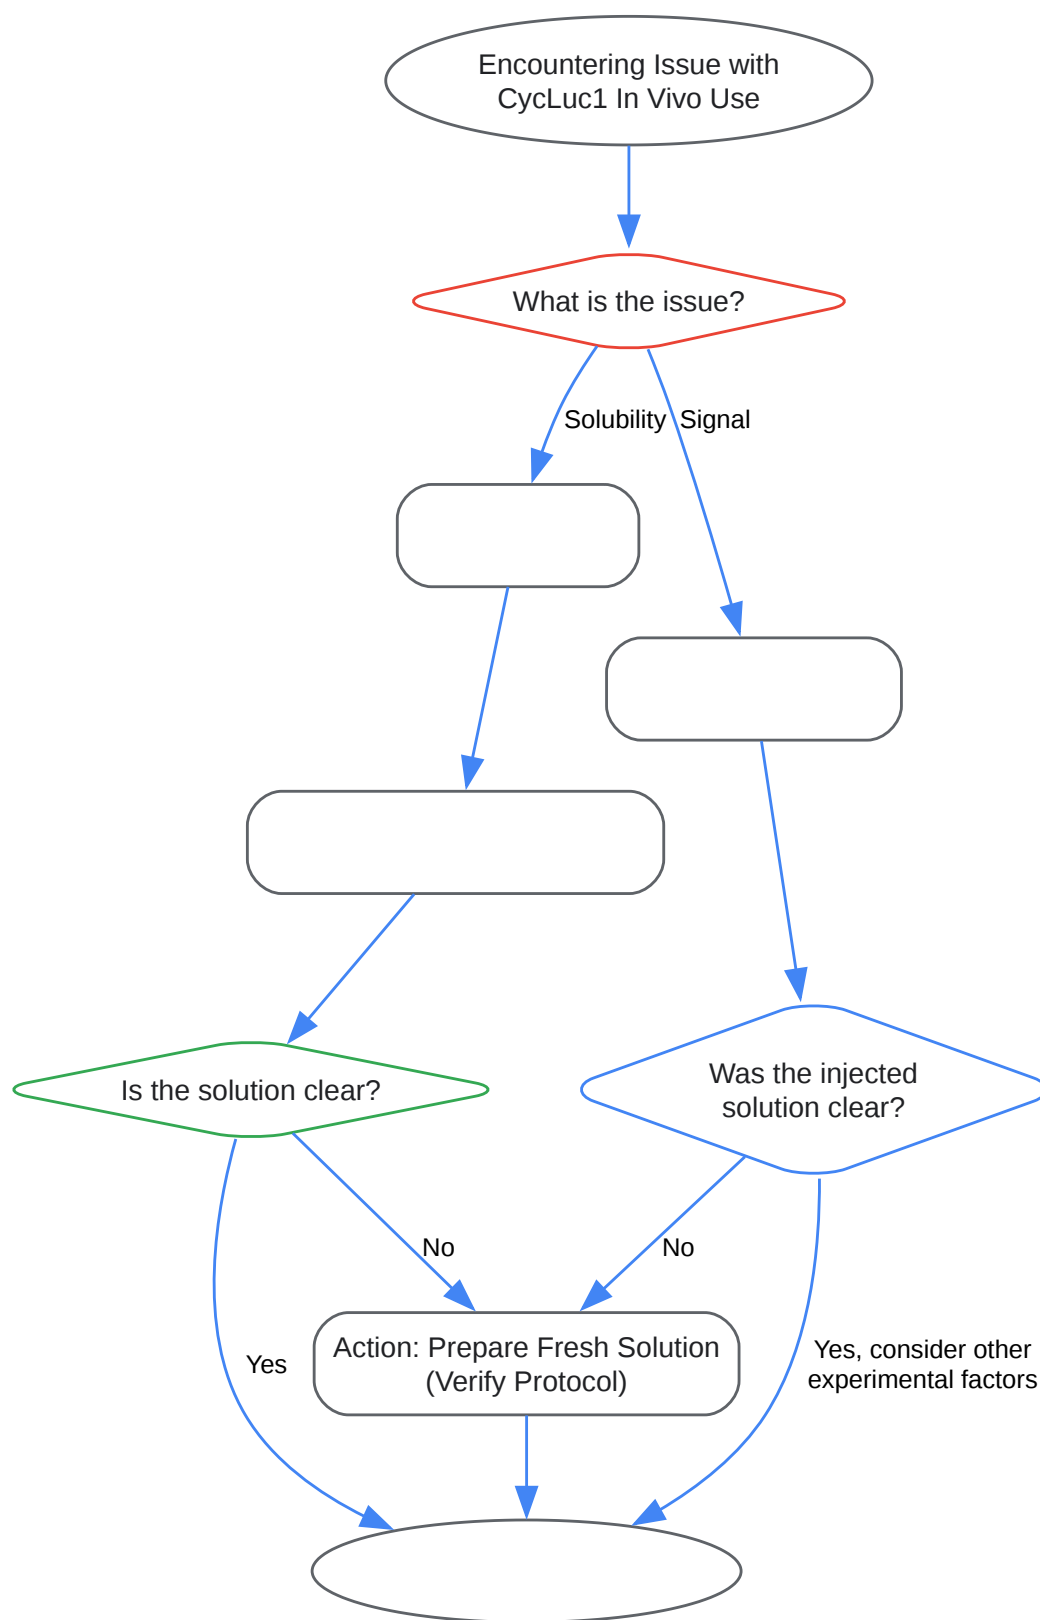 Encountering Issue with
CycLuc1 In Vivo Use
What is the issue?
Solubility
Signal
Is the solution clear?
Was the injected
solution clear?
No
No
Yes
Action: Prepare Fresh Solution
(Verify Protocol)
Yes, consider other
experimental factors